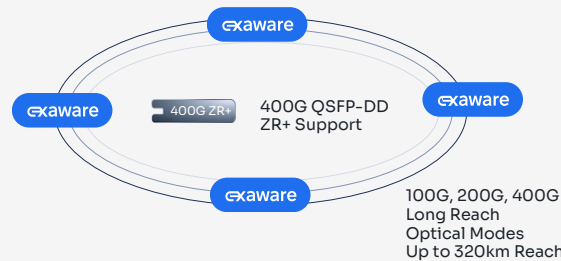 exaware
exaware
400G ZR+
400G QSFP-DD
ZR+ Support
exaware
exaware
100G, 200G, 400G
Long Reach
Optical Modes
Up to 320km Reach